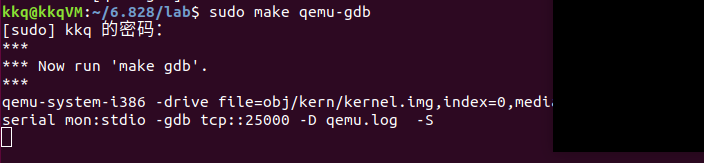 kkq@kkqVM:~/6.828/lab$ sudo make qemu-gdb
[sudo] kkq 的密码：
***
*** Now run 'make gdb'.
***
qemu-system-i386 -drive file=obj/kern/kernel.img,index=0,media
serial mon:stdio -gdb tcp::25000 -D qemu.log  -S